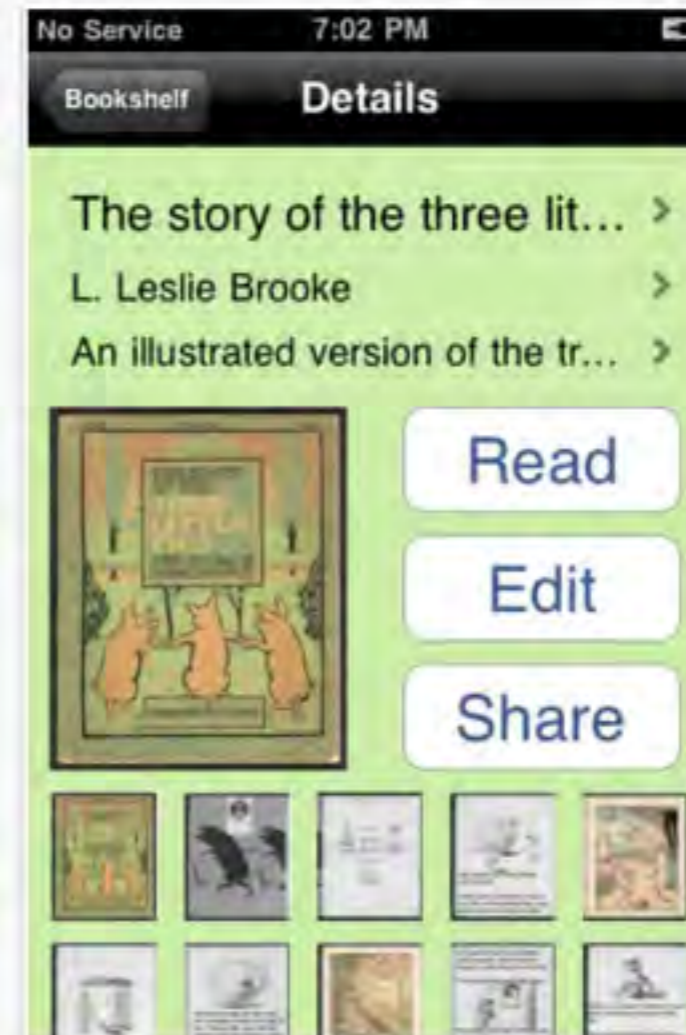 No Service 7:02 PM
Bookshelf Details
The story of the three lit... >
L. Leslie Brooke >
An illustrated version of the tr... >
Read
Edit
Share